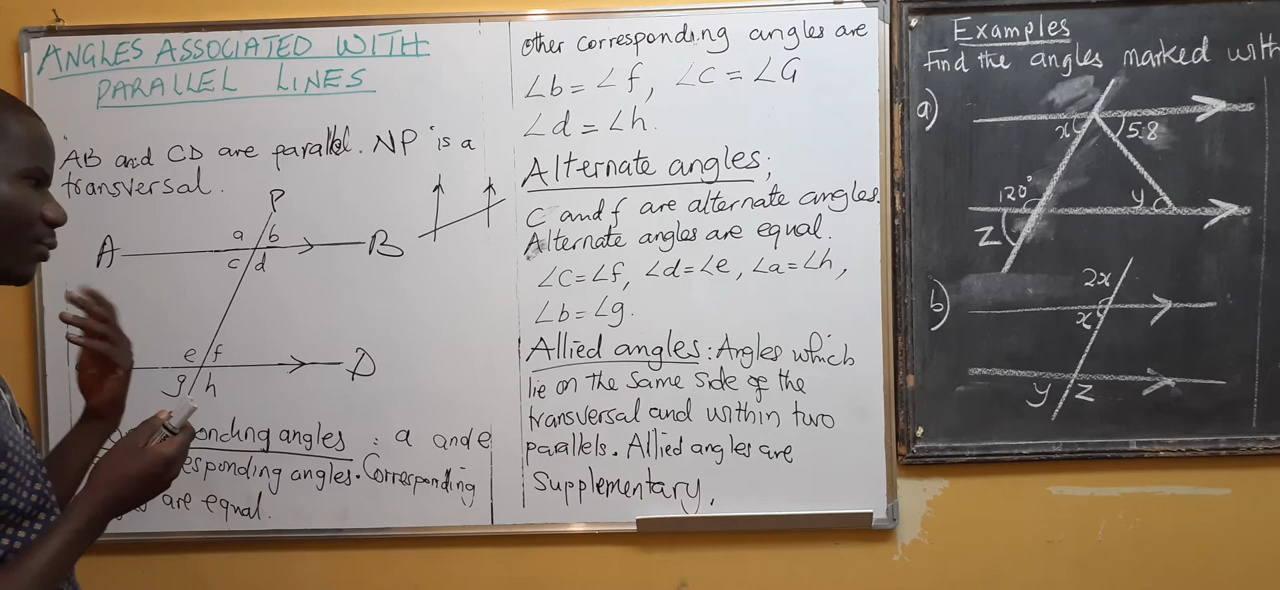 ANGLES ASSOCIATED WITH
PARALLEL LINES
AB and CD are parallel. NP is a
transversal.
P
a b
A B
c d
e f
D
g h
onding angles : a and e
esponding angles. Corresponding
are equal.
Other corresponding angles are
∠b = ∠f, ∠c = ∠G
∠d = ∠h.
Alternate angles;
C and f are alternate angles.
Alternate angles are equal.
∠c = ∠f, ∠d = ∠e, ∠a = ∠h,
∠b = ∠g.
Allied angles : Angles which
lie on the same side of the
transversal and within two
parallels. Allied angles are
Supplementary.
Examples
Find the angles marked with
a)
x 58
120° y
Z
b)
2x
x
y Z